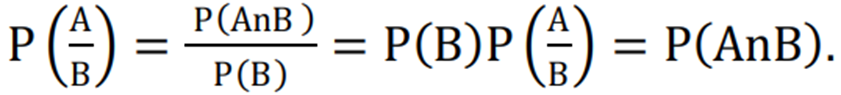 P(A/B) = P(AnB )/P(B) = P(B)P(A/B) = P(AnB).